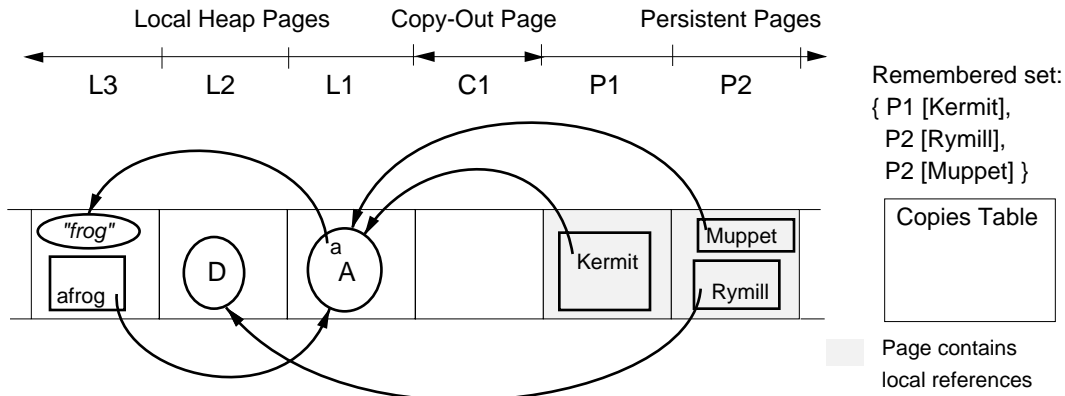 Local Heap Pages Copy-Out Page Persistent Pages
L3 L2 L1 C1 P1 P2
Remembered set:
{ P1 [Kermit],
P2 [Rymill],
P2 [Muppet] }
Copies Table
"frog"
afrog
D
a
A
Kermit
Muppet
Rymill
Page contains
local references